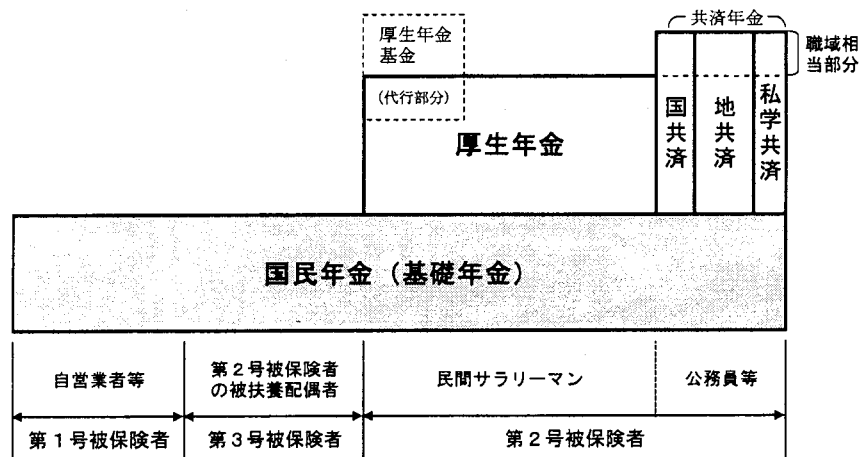 共済年金
厚生年金
基金
職域相
当部分
(代行部分)
厚生年金
国共済
地共済
私学共済
国民年金（基礎年金）
自営業者等
第２号被保険者
の被扶養配偶者
民間サラリーマン
公務員等
第１号被保険者
第３号被保険者
第２号被保険者